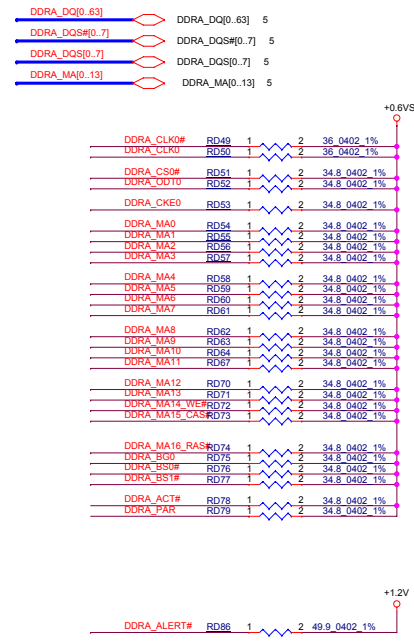 DDRA_DQ[0..63] DDRA_DQ[0..63] 5
DDRA_DQS#[0..7] DDRA_DQS#[0..7] 5
DDRA_DQS[0..7] DDRA_DQS[0..7] 5
DDRA_MA[0..13] DDRA_MA[0..13] 5
+0.6VS
DDRA_CLK0# RD49 1 2 36_0402_1%
DDRA_CLK0 RD50 1 2 36_0402_1%
DDRA_CS0# RD51 1 2 34.8_0402_1%
DDRA_ODT0 RD52 1 2 34.8_0402_1%
DDRA_CKE0 RD53 1 2 34.8_0402_1%
DDRA_MA0 RD54 1 2 34.8_0402_1%
DDRA_MA1 RD55 1 2 34.8_0402_1%
DDRA_MA2 RD56 1 2 34.8_0402_1%
DDRA_MA3 RD57 1 2 34.8_0402_1%
DDRA_MA4 RD58 1 2 34.8_0402_1%
DDRA_MA5 RD59 1 2 34.8_0402_1%
DDRA_MA6 RD60 1 2 34.8_0402_1%
DDRA_MA7 RD61 1 2 34.8_0402_1%
DDRA_MA8 RD62 1 2 34.8_0402_1%
DDRA_MA9 RD63 1 2 34.8_0402_1%
DDRA_MA10 RD64 1 2 34.8_0402_1%
DDRA_MA11 RD67 1 2 34.8_0402_1%
DDRA_MA12 RD70 1 2 34.8_0402_1%
DDRA_MA13 RD71 1 2 34.8_0402_1%
DDRA_MA14_WE# RD72 1 2 34.8_0402_1%
DDRA_MA15_CAS# RD73 1 2 34.8_0402_1%
DDRA_MA16_RAS# RD74 1 2 34.8_0402_1%
DDRA_BG0 RD75 1 2 34.8_0402_1%
DDRA_BS0# RD76 1 2 34.8_0402_1%
DDRA_BS1# RD77 1 2 34.8_0402_1%
DDRA_ACT# RD78 1 2 34.8_0402_1%
DDRA_PAR RD79 1 2 34.8_0402_1%
+1.2V
DDRA_ALERT# RD86 1 2 49.9_0402_1%